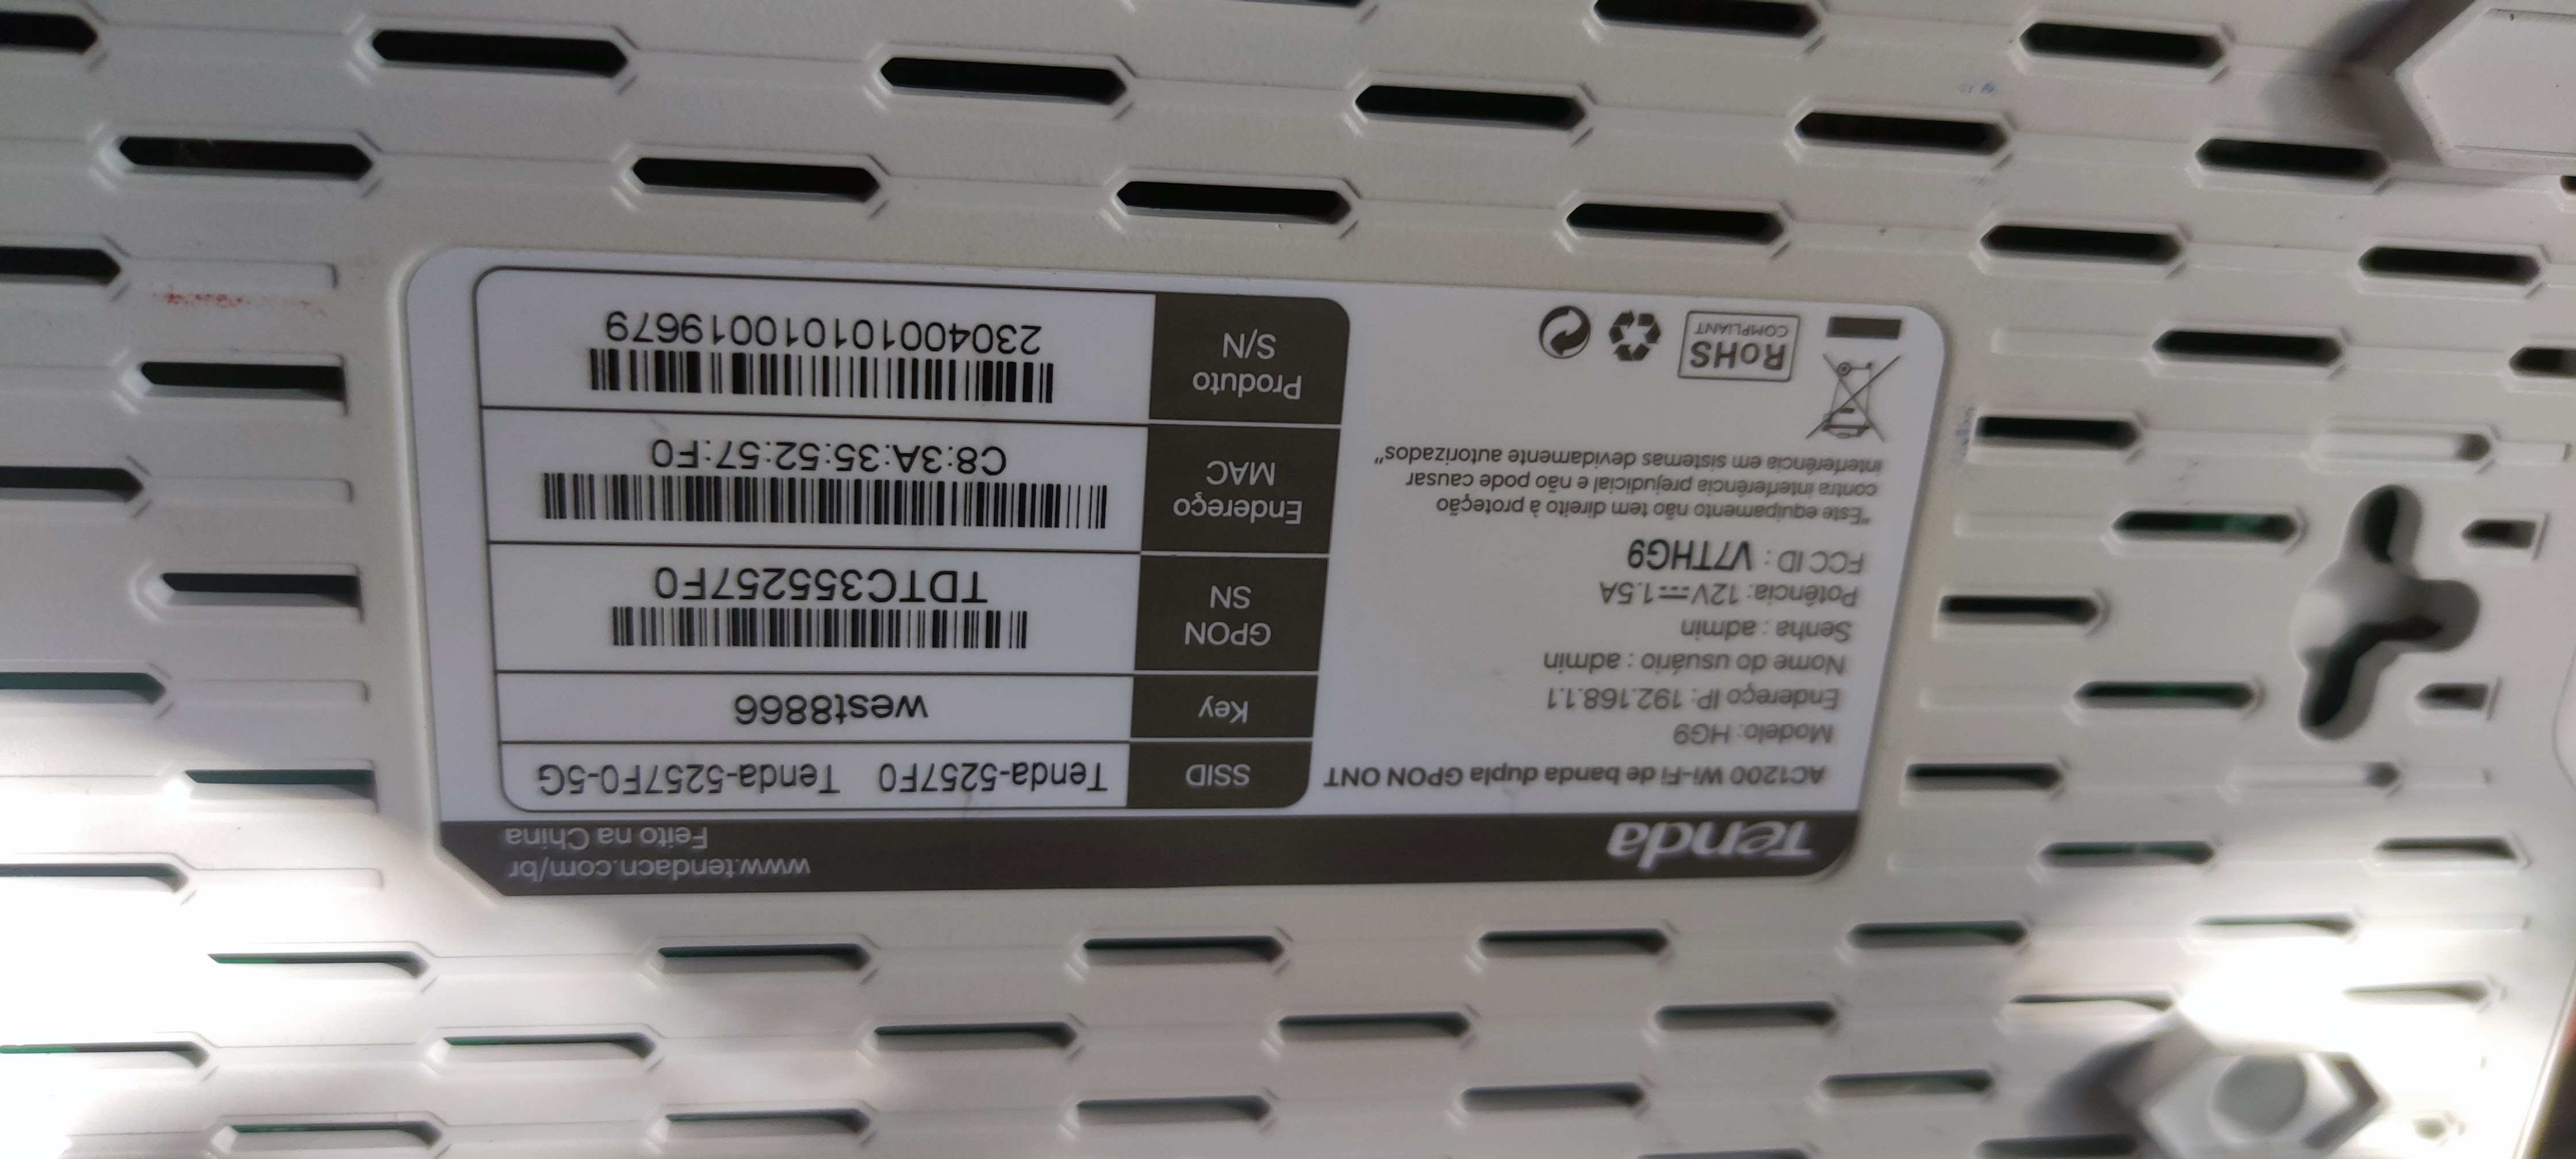 Tenda
www.tendacn.com/br
Feito na China
AC1200 Wi-Fi de banda dupla GPON ONT
Modelo: HG9
Endereço IP: 192.168.1.1
Nome do usuário : admin
Senha : admin
Potência: 12V⎓1.5A
FCC ID : V7THG9
"Este equipamento não tem direito à proteção
contra interferência prejudicial e não pode causar
interferência em sistemas devidamente autorizados"
RoHS
COMPLIANT
SSID Tenda-5257F0 Tenda-5257F0-5G
Key west8866
GPON
SN
TDTC355257F0
Endereço
MAC
C8:3A:35:52:57:F0
Produto
S/N
23040010101001 9679